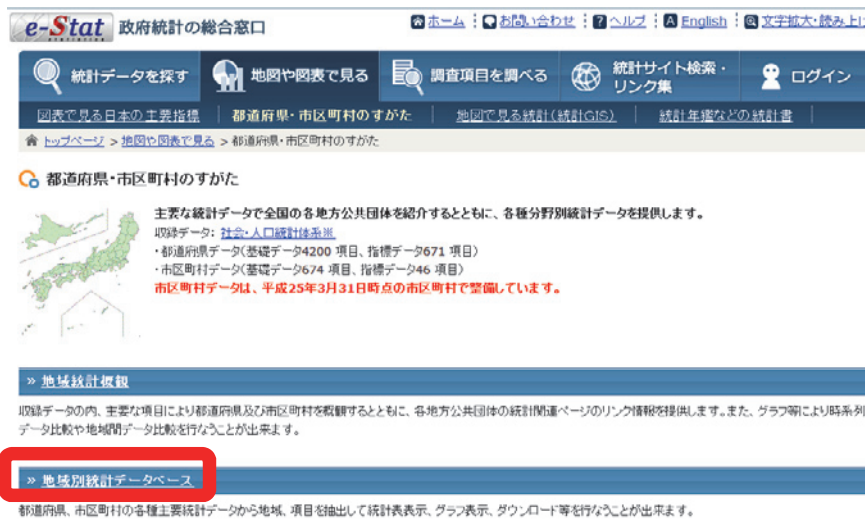 e-Stat 政府統計の総合窓口
ホーム お問い合わせ ヘルプ English 文字拡大・読み上げ
統計データを探す 地図や図表で見る 調査項目を調べる 統計サイト検索・リンク集 ログイン
図表で見る日本の主要指標 都道府県・市区町村のすがた 地図で見る統計(統計GIS) 統計年鑑などの統計書
トップページ > 地図や図表で見る > 都道府県・市区町村のすがた
都道府県・市区町村のすがた
主要な統計データで全国の各地方公共団体を紹介するとともに、各種分野別統計データを提供します。
収録データ: 社会・人口統計体系※
・都道府県データ(基礎データ4200 項目、指標データ671 項目)
・市区町村データ(基礎データ674 項目、指標データ46 項目)
市区町村データは、平成25年3月31日時点の市区町村で整備しています。
» 地域統計概観
収録データの内、主要な項目により都道府県及び市区町村を概観するとともに、各地方公共団体の統計関連ページのリンク情報を提供します。また、グラフ等により時系列
データ比較や地域間データ比較を行なうことが出来ます。
» 地域別統計データベース
都道府県、市区町村の各種主要統計データから地域、項目を抽出して統計表表示、グラフ表示、ダウンロード等を行なうことが出来ます。